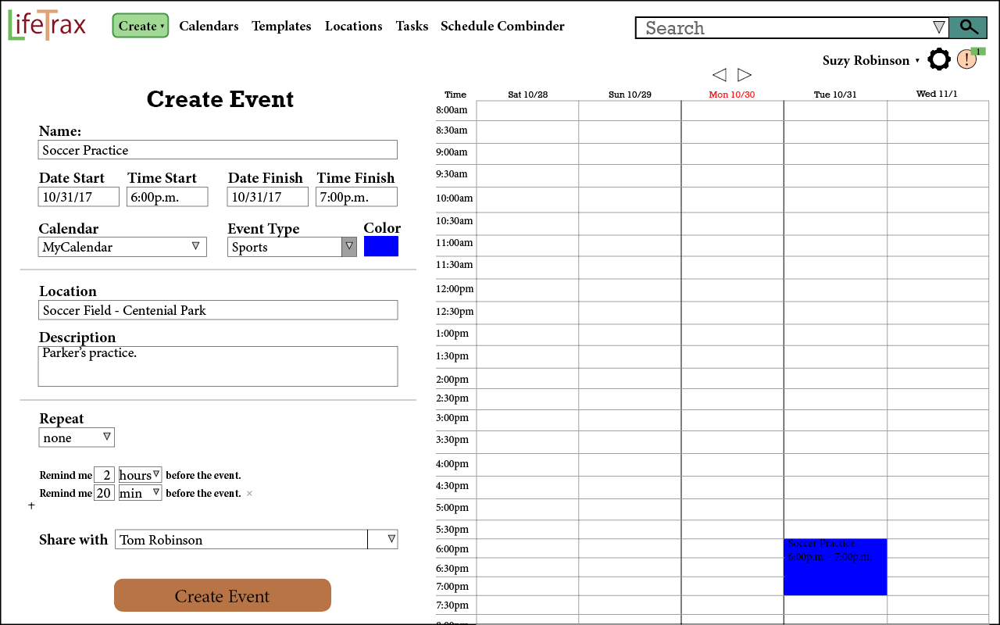 LifeTrax
Create ▾ Calendars Templates Locations Tasks Schedule Combinder
Search
Suzy Robinson ▾
! 1
Create Event
Name:
Soccer Practice
Date Start Time Start Date Finish Time Finish
10/31/17 6:00p.m. 10/31/17 7:00p.m.
Calendar Event Type Color
MyCalendar Sports
Location
Soccer Field - Centenial Park
Description
Parker's practice.
Repeat
none
Remind me 2 hours before the event.
Remind me 20 min before the event. ×
+
Share with Tom Robinson
Create Event
Time Sat 10/28 Sun 10/29 Mon 10/30 Tue 10/31 Wed 11/1
8:00am
8:30am
9:00am
9:30am
10:00am
10:30am
11:00am
11:30am
12:00pm
12:30pm
1:00pm
1:30pm
2:00pm
2:30pm
3:00pm
3:30pm
4:00pm
4:30pm
5:00pm
5:30pm
6:00pm
6:30pm
7:00pm
7:30pm
Soccer Practice
6:00p.m. - 7:00p.m.